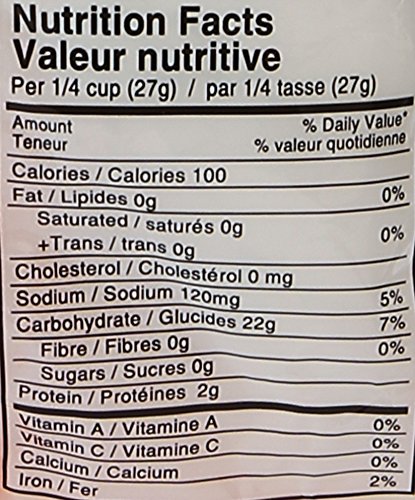 Nutrition Facts
Valeur nutritive
Per 1/4 cup (27g) / par 1/4 tasse (27g)
Amount % Daily Value*
Teneur % valeur quotidienne
Calories / Calories 100
Fat / Lipides 0g 0%
Saturated / saturés 0g
+Trans / trans 0g 0%
Cholesterol / Cholestérol 0 mg
Sodium / Sodium 120mg 5%
Carbohydrate / Glucides 22g 7%
Fibre / Fibres 0g 0%
Sugars / Sucres 0g
Protein / Protéines 2g
Vitamin A / Vitamine A 0%
Vitamin C / Vitamine C 0%
Calcium / Calcium 0%
Iron / Fer 2%